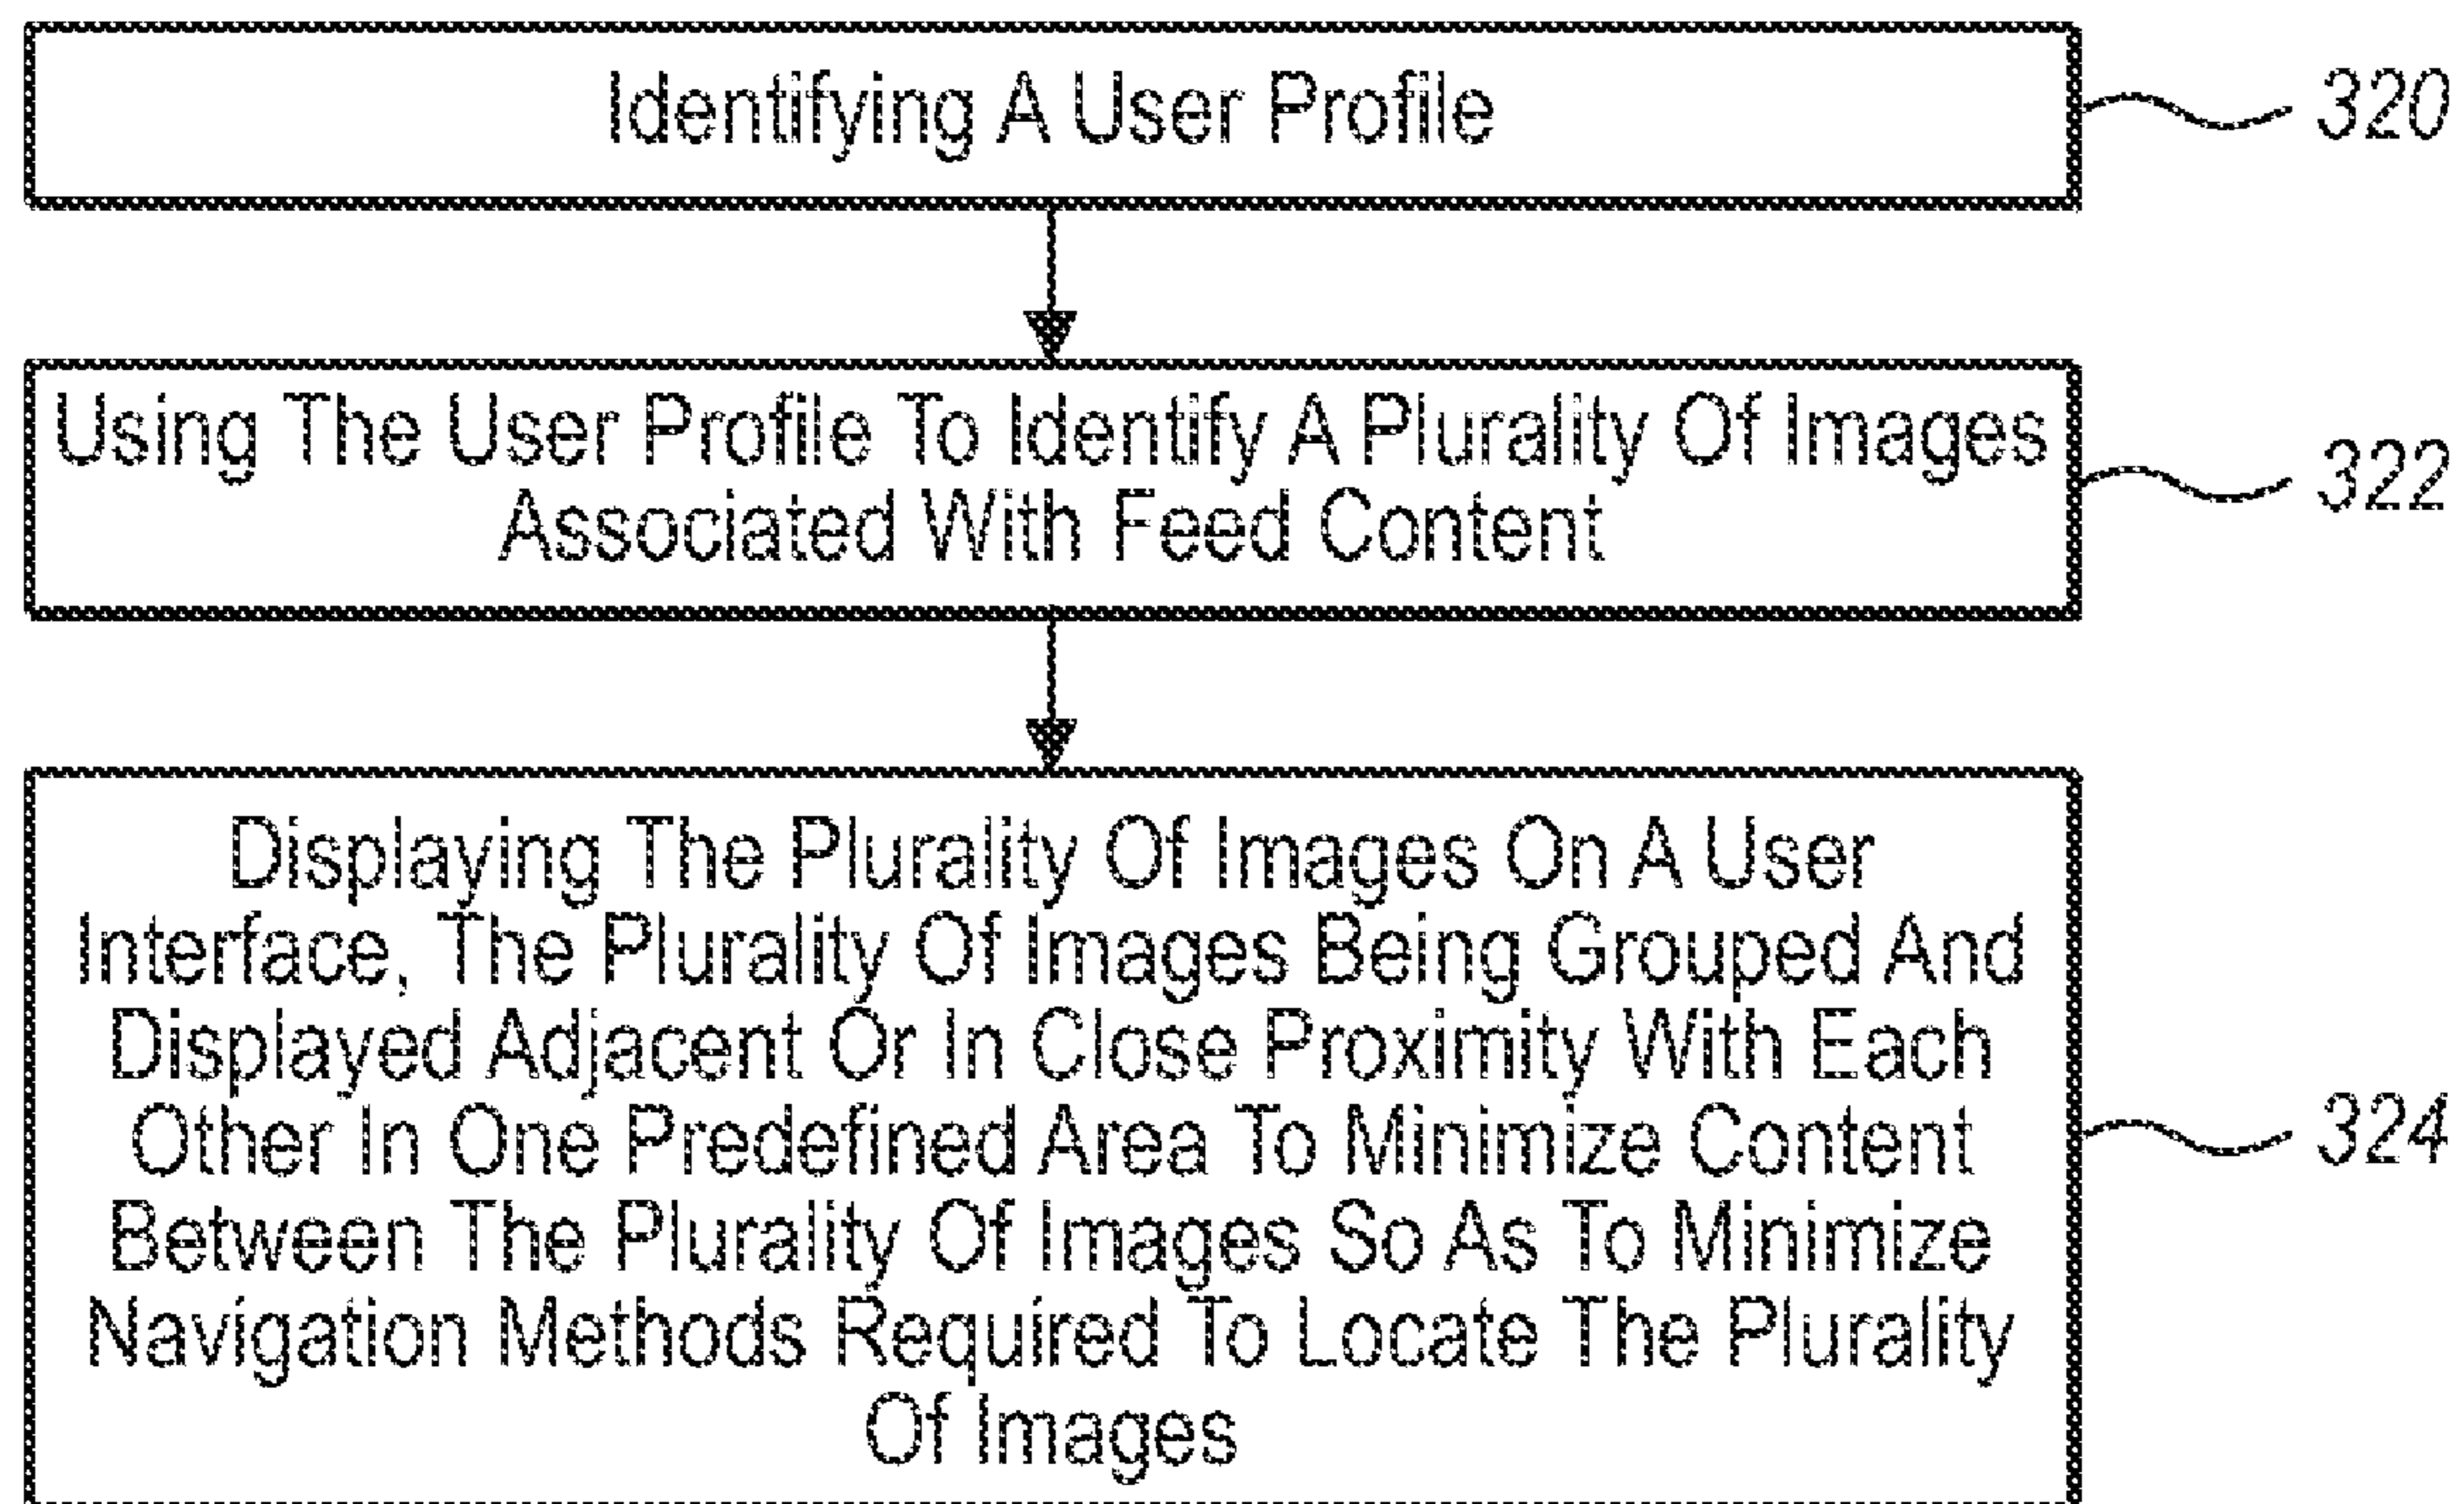 Identifying A User Profile
320
Using The User Profile To Identify A Plurality Of Images
Associated With Feed Content
322
Displaying The Plurality Of Images On A User
Interface, The Plurality Of Images Being Grouped And
Displayed Adjacent Or In Close Proximity With Each
Other In One Predefined Area To Minimize Content
Between The Plurality Of Images So As To Minimize
Navigation Methods Required To Locate The Plurality
Of Images
324